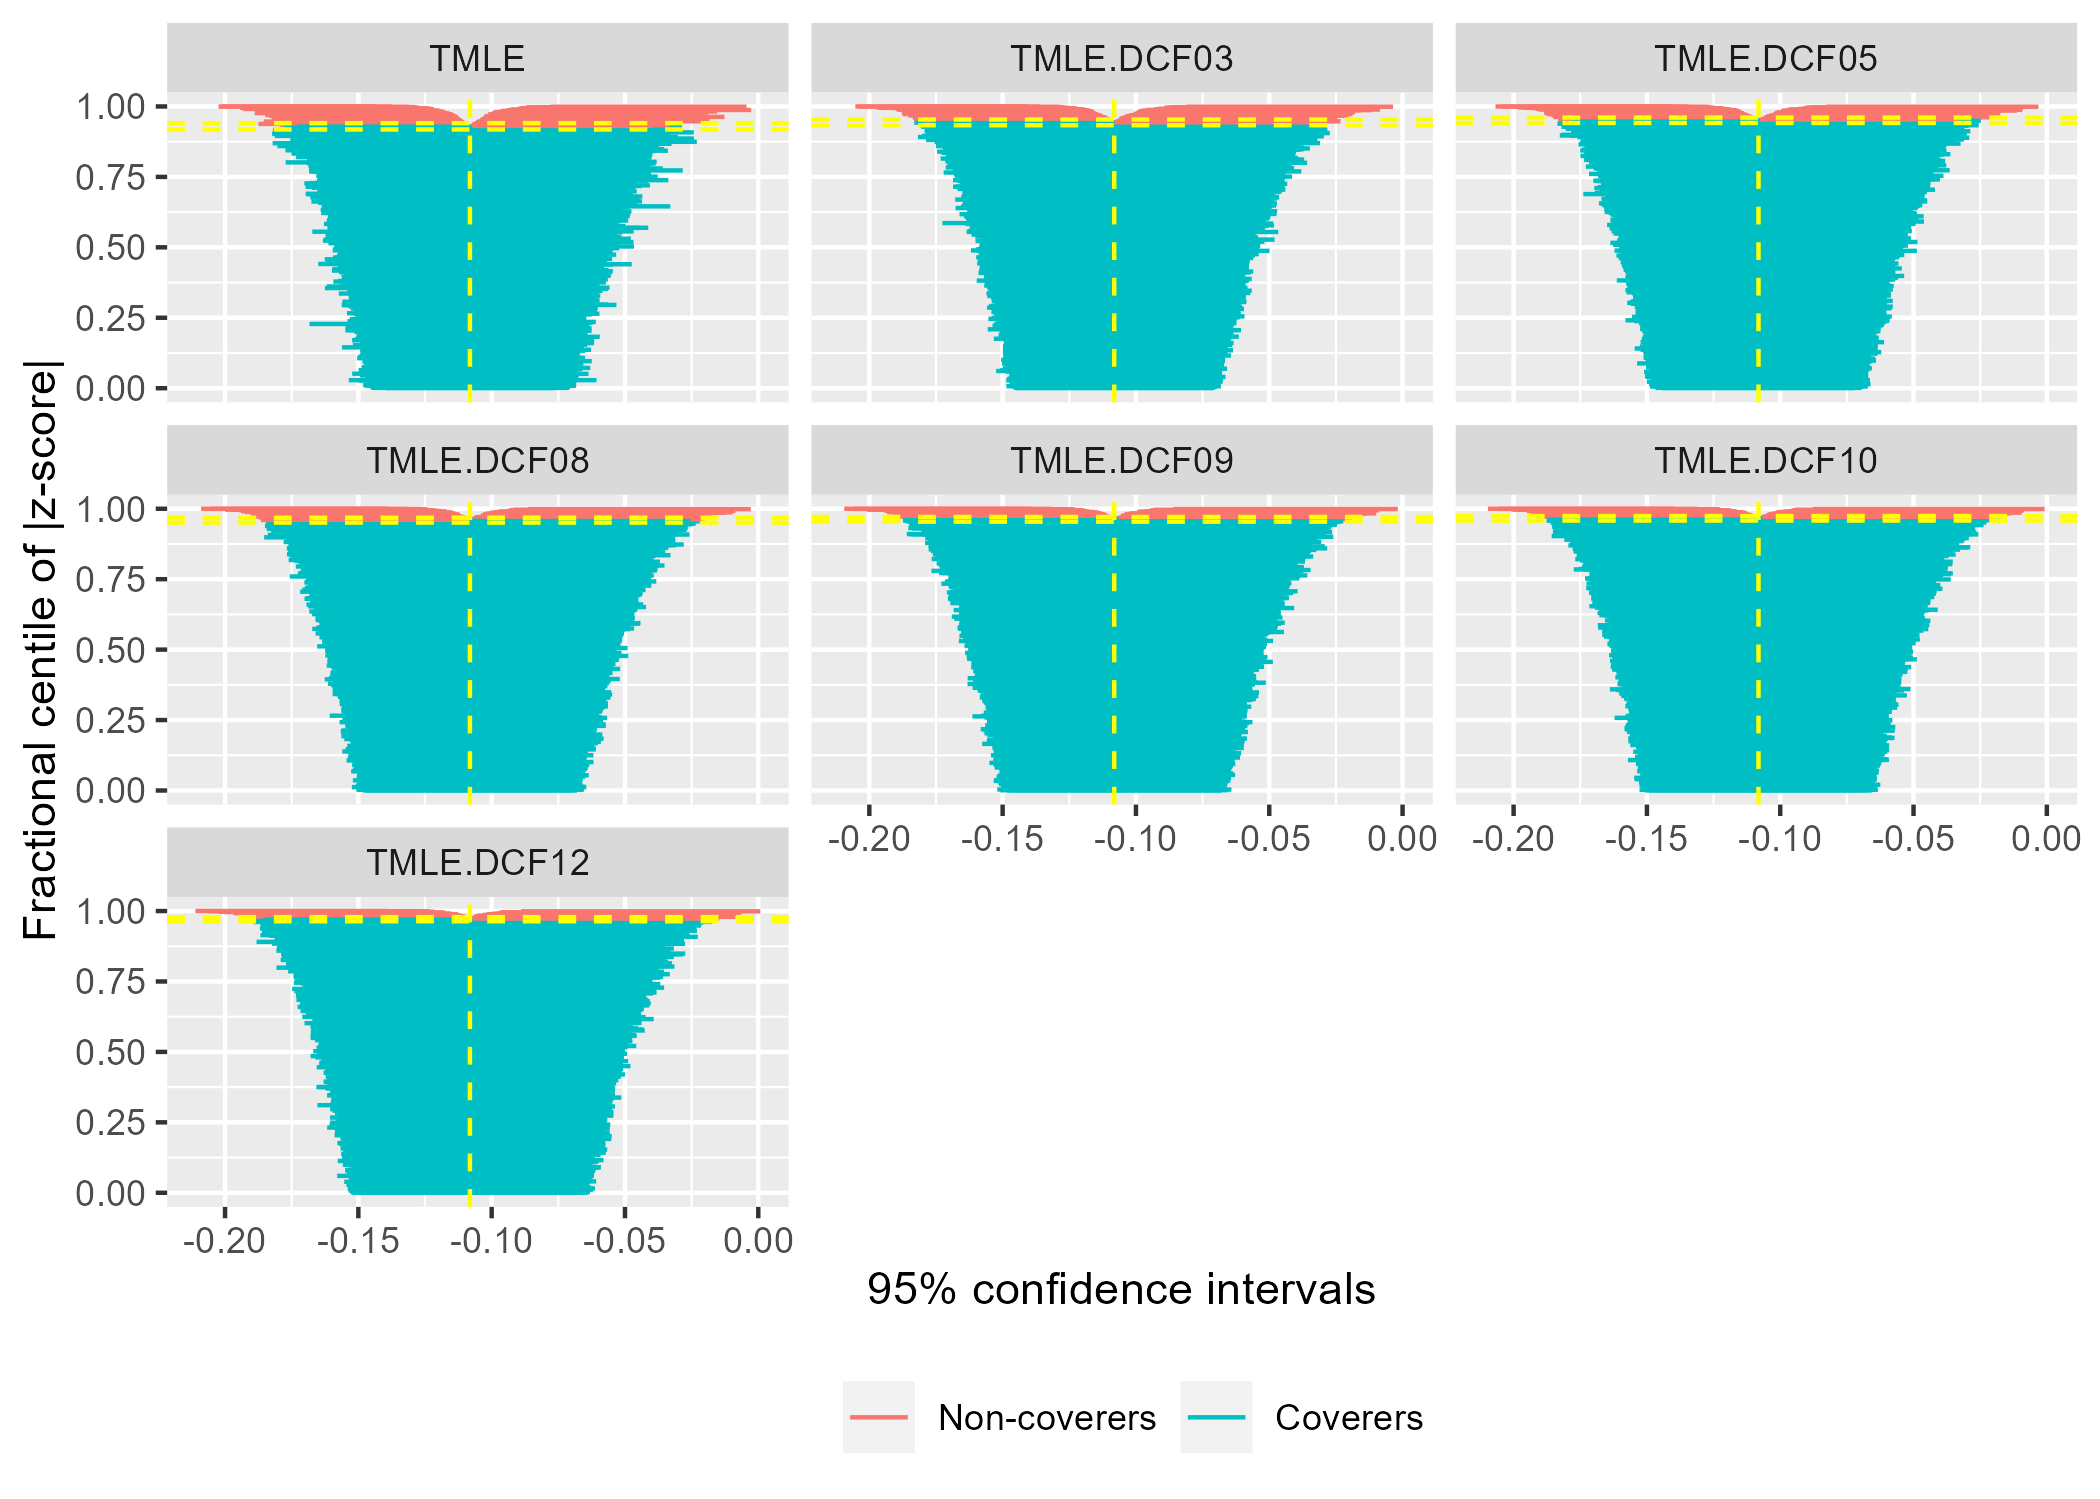 TMLE
TMLE.DCF03
TMLE.DCF05
1.00
0.75
0.50
0.25
0.00
TMLE.DCF08
TMLE.DCF09
TMLE.DCF10
1.00
0.75
0.50
0.25
0.00
-0.20 -0.15 -0.10 -0.05 0.00
-0.20 -0.15 -0.10 -0.05 0.00
TMLE.DCF12
1.00
0.75
0.50
0.25
0.00
-0.20 -0.15 -0.10 -0.05 0.00
Fractional centile of |z-score|
95% confidence intervals
Non-coverers
Coverers